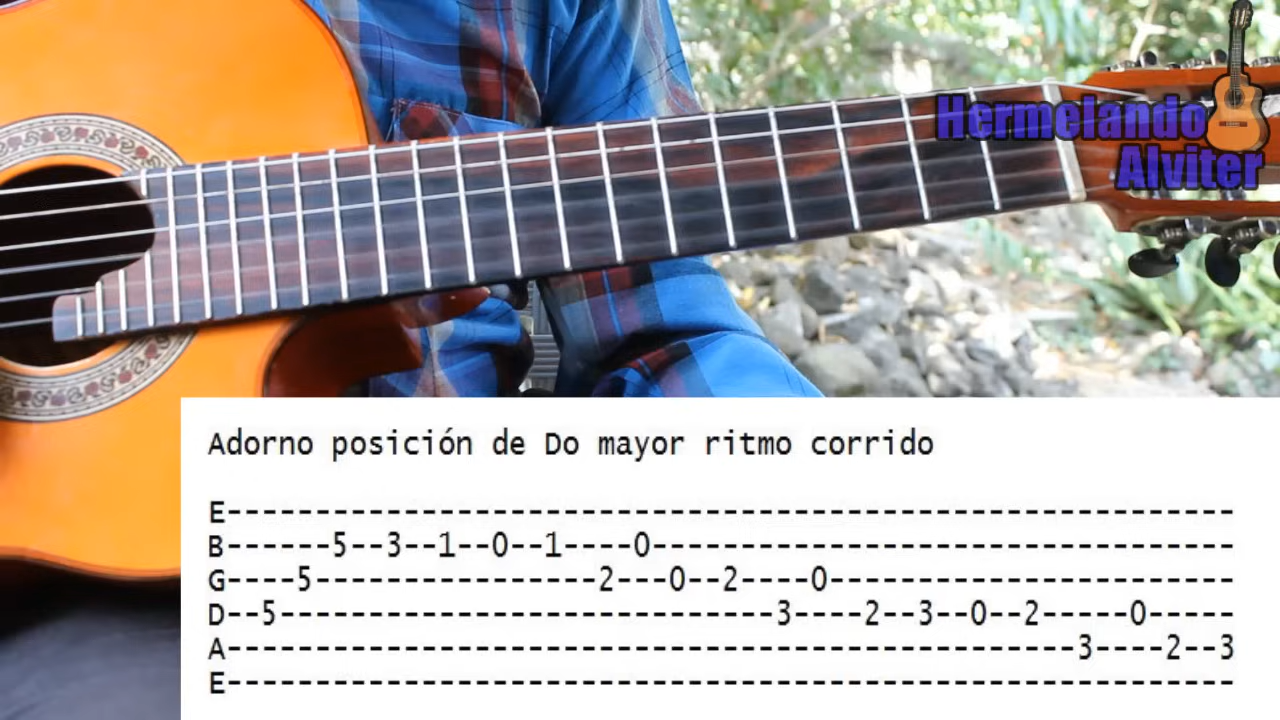 Hermelando
Alviter
Adorno posición de Do mayor ritmo corrido
E---------------------------------------------------------
B------5--3--1--0--1----0---------------------------------
G----5----------------2---0--2----0-----------------------
D--5----------------------------3----2--3--0--2-----0-----
A------------------------------------------------3----2--3
E---------------------------------------------------------